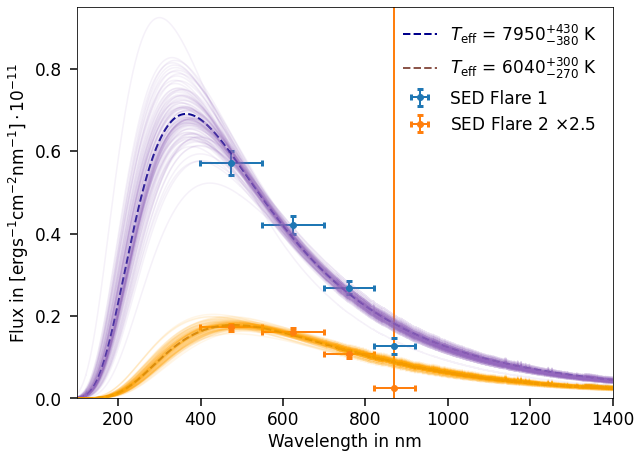 T_eff = 7950^{+430}_{-380} K
T_eff = 6040^{+300}_{-270} K
SED Flare 1
SED Flare 2 ×2.5
Flux in [ergs⁻¹cm⁻²nm⁻¹]·10⁻¹¹
0.8
0.6
0.4
0.2
0.0
200 400 600 800 1000 1200 1400
Wavelength in nm